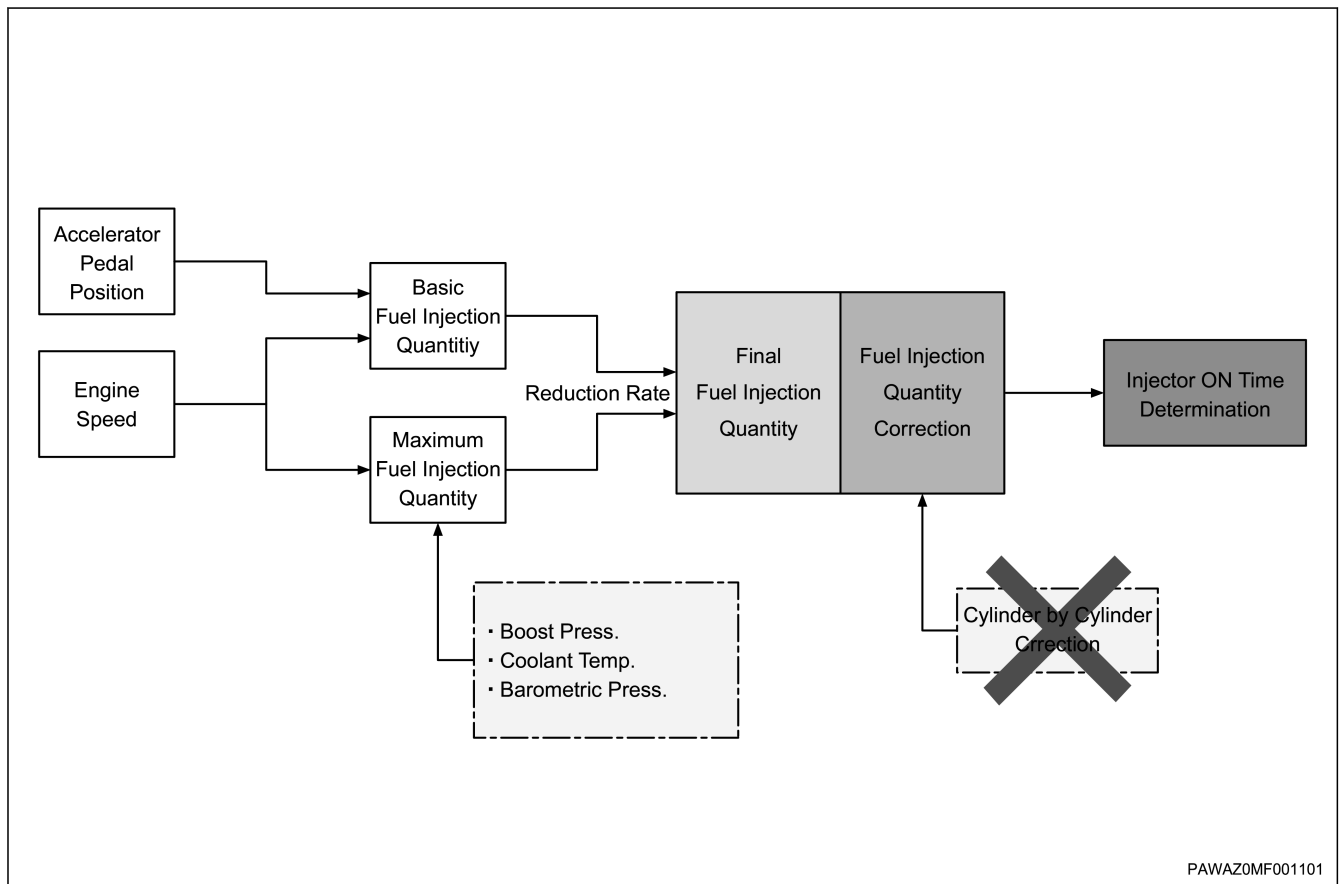 Accelerator
Pedal
Position
Engine
Speed
Basic
Fuel Injection
Quantitiy
Maximum
Fuel Injection
Quantity
Reduction Rate
· Boost Press.
· Coolant Temp.
· Barometric Press.
Final
Fuel Injection
Quantity
Fuel Injection
Quantity
Correction
Cylinder by Cylinder
Crrection
Injector ON Time
Determination
PAWAZ0MF001101